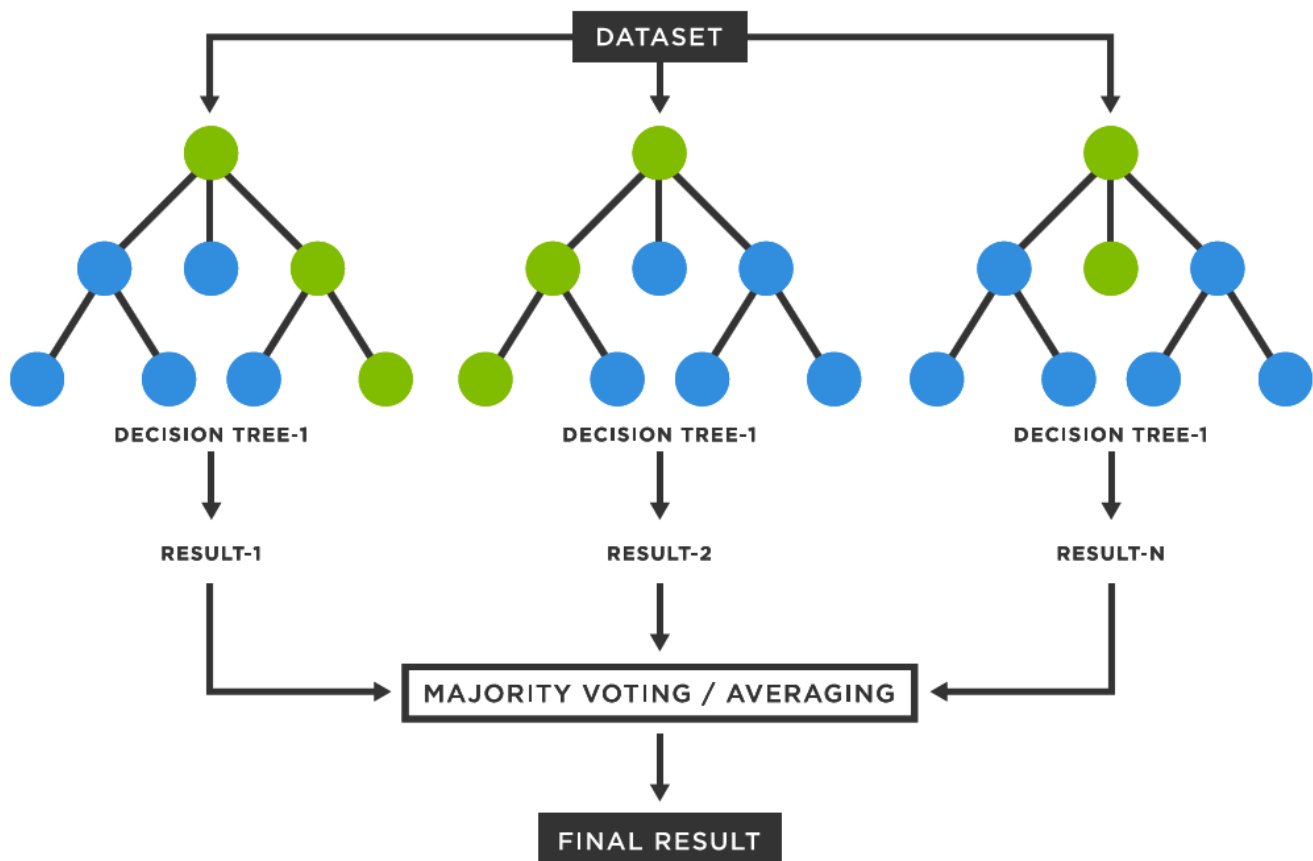 DATASET
DECISION TREE-1
DECISION TREE-1
DECISION TREE-1
RESULT-1
RESULT-2
RESULT-N
MAJORITY VOTING / AVERAGING
FINAL RESULT